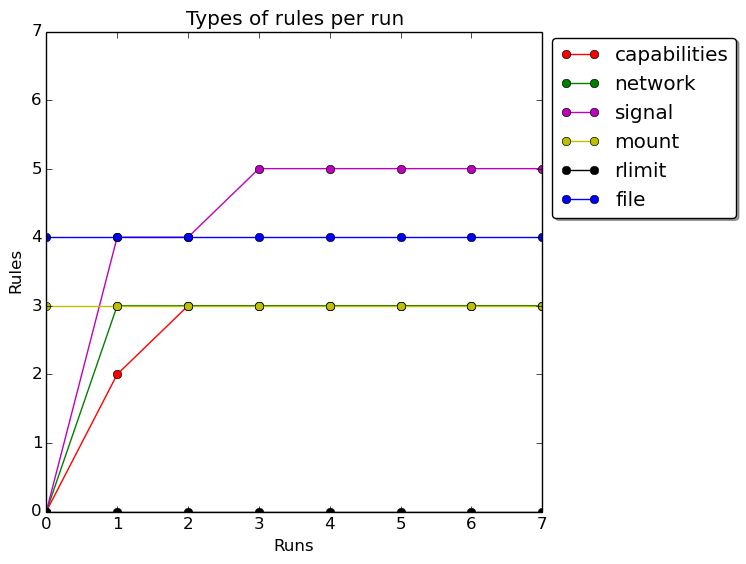 Types of rules per run
7
6
5
4
3
2
1
0
Rules
0 1 2 3 4 5 6 7
Runs
capabilities
network
signal
mount
rlimit
file